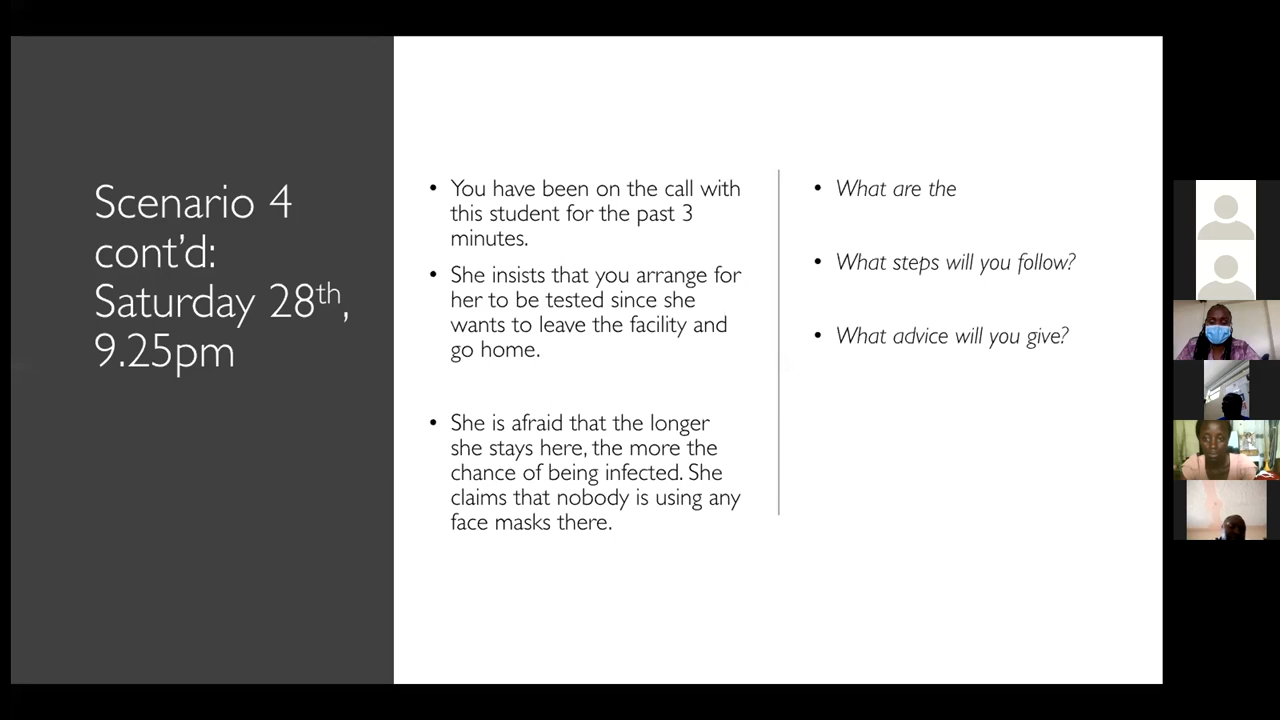 Scenario 4
cont’d:
Saturday 28th,
9.25pm
• You have been on the call with
this student for the past 3
minutes.
• She insists that you arrange for
her to be tested since she
wants to leave the facility and
go home.
• She is afraid that the longer
she stays here, the more the
chance of being infected. She
claims that nobody is using any
face masks there.
• What are the
• What steps will you follow?
• What advice will you give?